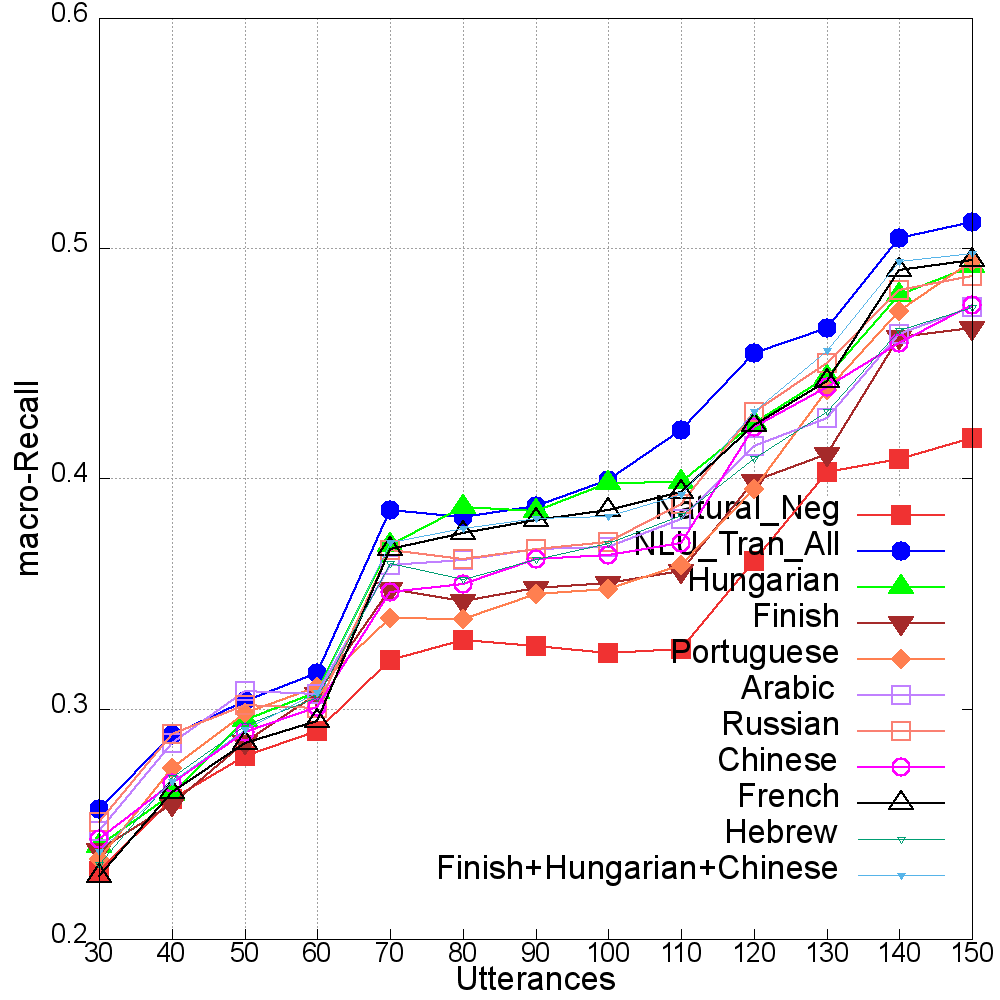 0.6
0.5
0.4
0.3
0.2
macro-Recall
Natural_Neg
NLU_Tran_All
Hungarian
Finish
Portuguese
Arabic
Russian
Chinese
French
Hebrew
Finish+Hungarian+Chinese
30 40 50 60 70 80 90 100 110 120 130 140 150
Utterances